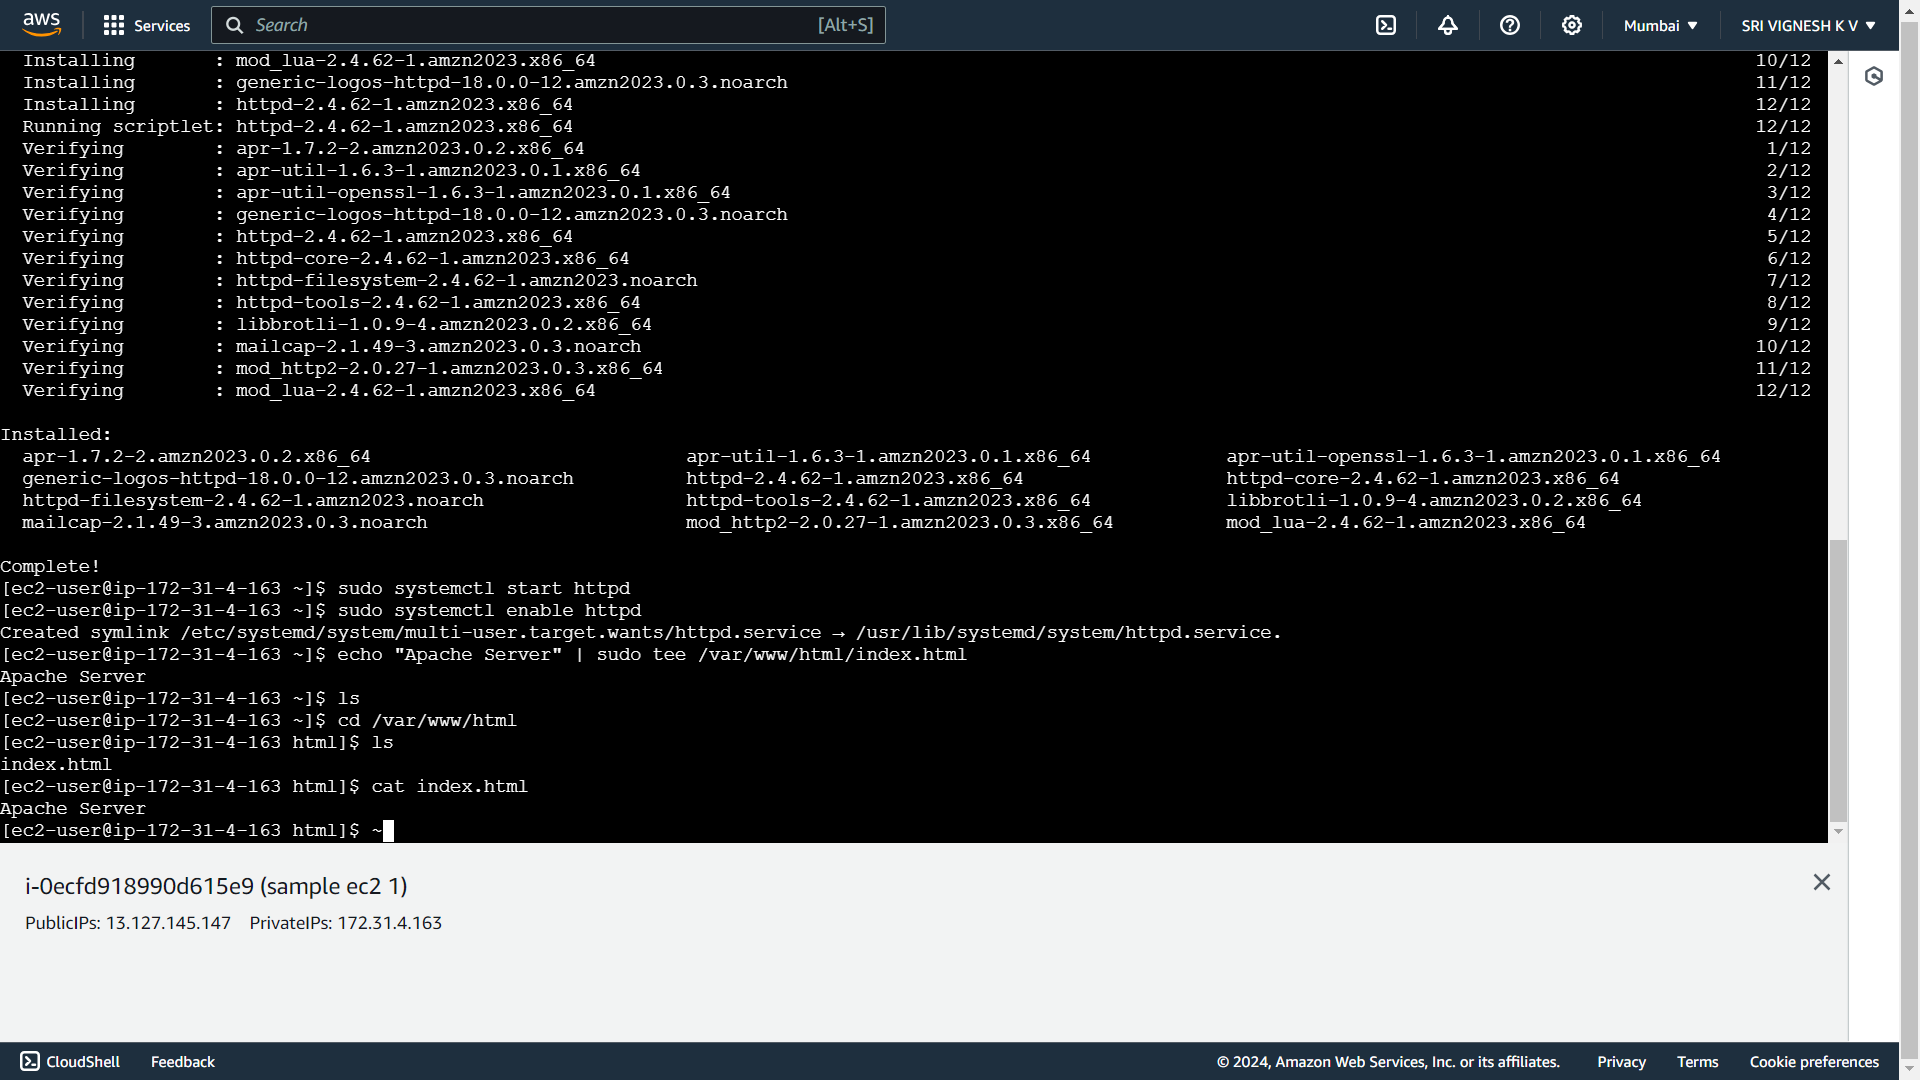 aws Services Search [Alt+S] Mumbai ▼ SRI VIGNESH K V ▼
Installing : mod_lua-2.4.62-1.amzn2023.x86_64 10/12
Installing : generic-logos-httpd-18.0.0-12.amzn2023.0.3.noarch 11/12
Installing : httpd-2.4.62-1.amzn2023.x86_64 12/12
Running scriptlet: httpd-2.4.62-1.amzn2023.x86_64 12/12
Verifying : apr-1.7.2-2.amzn2023.0.2.x86_64 1/12
Verifying : apr-util-1.6.3-1.amzn2023.0.1.x86_64 2/12
Verifying : apr-util-openssl-1.6.3-1.amzn2023.0.1.x86_64 3/12
Verifying : generic-logos-httpd-18.0.0-12.amzn2023.0.3.noarch 4/12
Verifying : httpd-2.4.62-1.amzn2023.x86_64 5/12
Verifying : httpd-core-2.4.62-1.amzn2023.x86_64 6/12
Verifying : httpd-filesystem-2.4.62-1.amzn2023.noarch 7/12
Verifying : httpd-tools-2.4.62-1.amzn2023.x86_64 8/12
Verifying : libbrotli-1.0.9-4.amzn2023.0.2.x86_64 9/12
Verifying : mailcap-2.1.49-3.amzn2023.0.3.noarch 10/12
Verifying : mod_http2-2.0.27-1.amzn2023.0.3.x86_64 11/12
Verifying : mod_lua-2.4.62-1.amzn2023.x86_64 12/12
Installed:
apr-1.7.2-2.amzn2023.0.2.x86_64 apr-util-1.6.3-1.amzn2023.0.1.x86_64 apr-util-openssl-1.6.3-1.amzn2023.0.1.x86_64
generic-logos-httpd-18.0.0-12.amzn2023.0.3.noarch httpd-2.4.62-1.amzn2023.x86_64 httpd-core-2.4.62-1.amzn2023.x86_64
httpd-filesystem-2.4.62-1.amzn2023.noarch httpd-tools-2.4.62-1.amzn2023.x86_64 libbrotli-1.0.9-4.amzn2023.0.2.x86_64
mailcap-2.1.49-3.amzn2023.0.3.noarch mod_http2-2.0.27-1.amzn2023.0.3.x86_64 mod_lua-2.4.62-1.amzn2023.x86_64
Complete!
[ec2-user@ip-172-31-4-163 ~]$ sudo systemctl start httpd
[ec2-user@ip-172-31-4-163 ~]$ sudo systemctl enable httpd
Created symlink /etc/systemd/system/multi-user.target.wants/httpd.service → /usr/lib/systemd/system/httpd.service.
[ec2-user@ip-172-31-4-163 ~]$ echo "Apache Server" | sudo tee /var/www/html/index.html
Apache Server
[ec2-user@ip-172-31-4-163 ~]$ ls
[ec2-user@ip-172-31-4-163 ~]$ cd /var/www/html
[ec2-user@ip-172-31-4-163 html]$ ls
index.html
[ec2-user@ip-172-31-4-163 html]$ cat index.html
Apache Server
[ec2-user@ip-172-31-4-163 html]$ ~
i-0ecfd918990d615e9 (sample ec2 1)
PublicIPs: 13.127.145.147 PrivateIPs: 172.31.4.163
CloudShell Feedback © 2024, Amazon Web Services, Inc. or its affiliates. Privacy Terms Cookie preferences